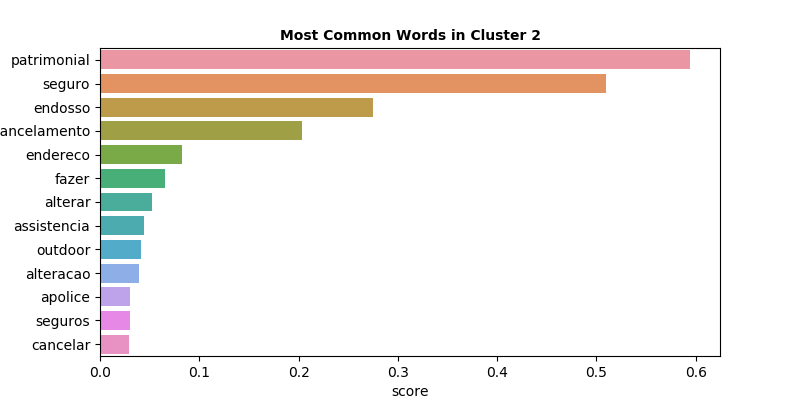 Most Common Words in Cluster 2
patrimonial
seguro
endosso
ancelamento
endereco
fazer
alterar
assistencia
outdoor
alteracao
apolice
seguros
cancelar
0.0 0.1 0.2 0.3 0.4 0.5 0.6
score